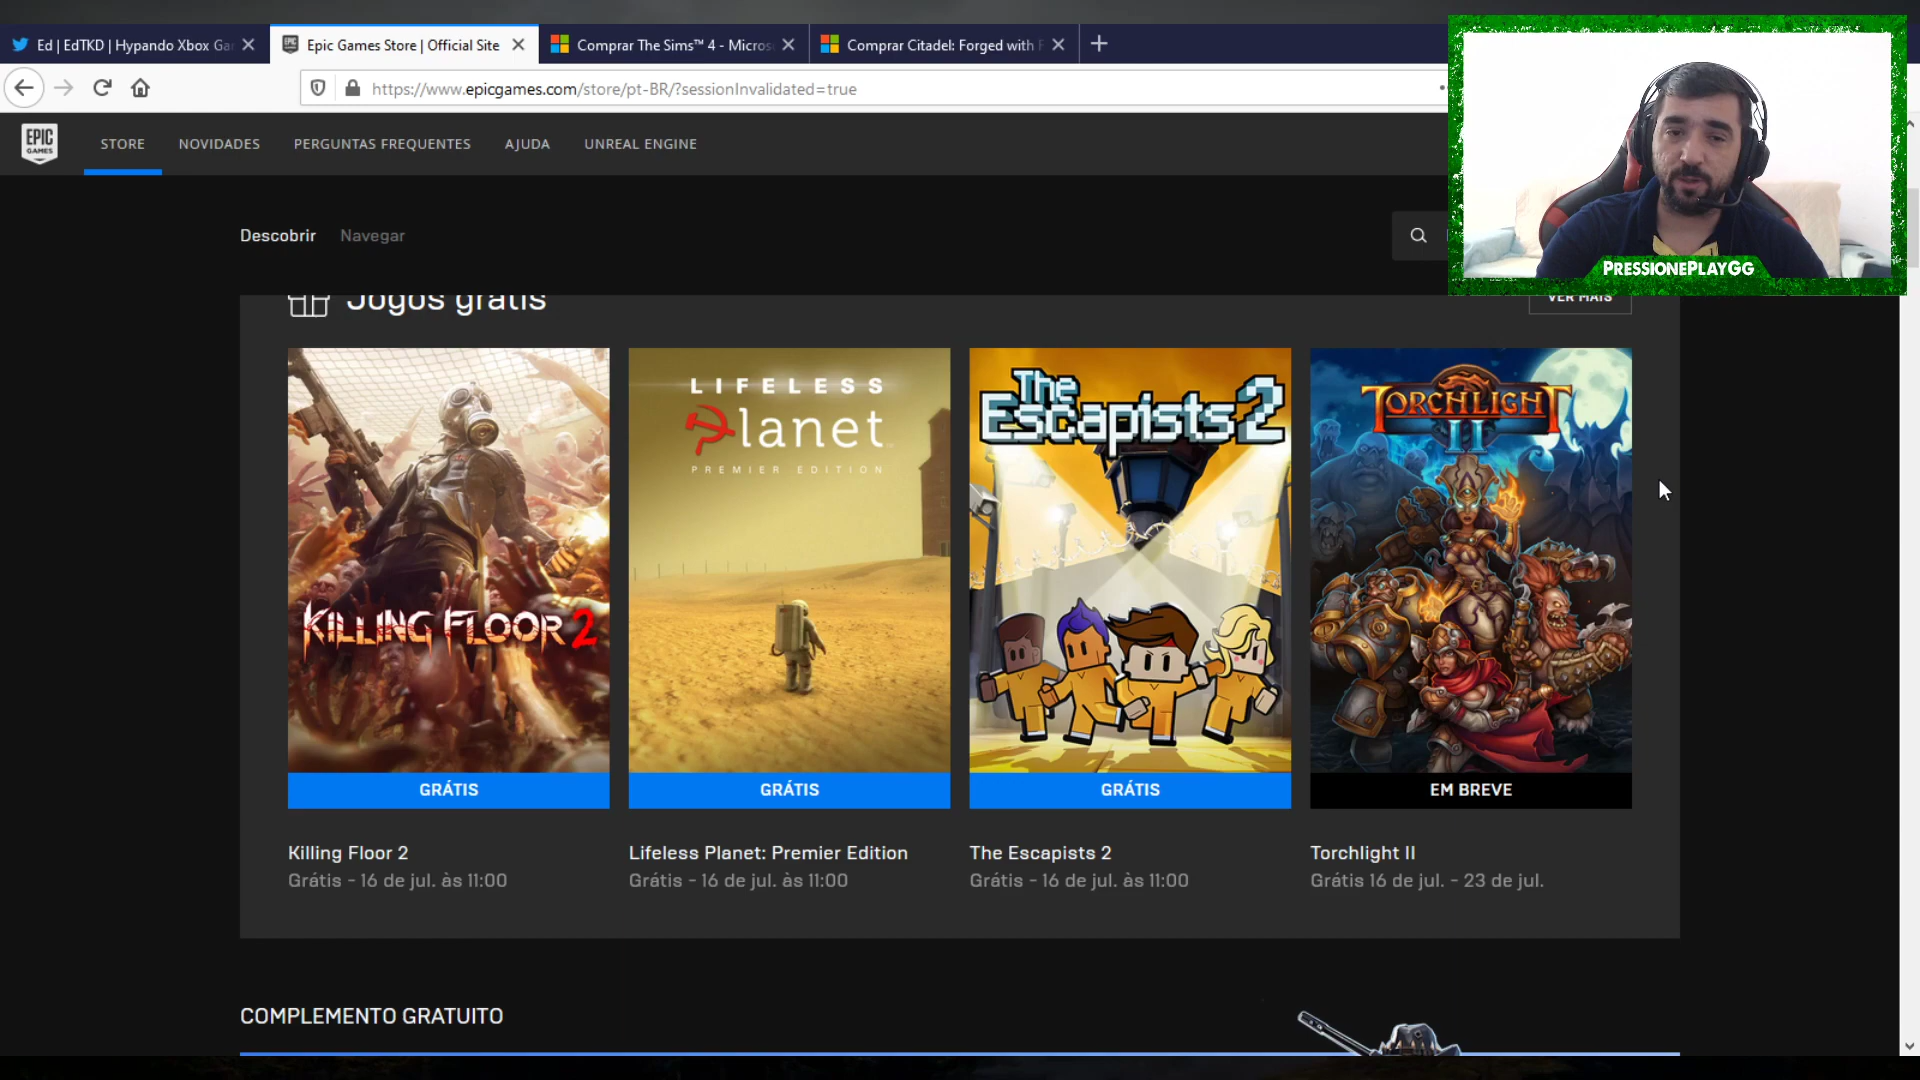 Ed | EdTKD | Hypando Xbox Ga
Epic Games Store | Official Site
Comprar The Sims™ 4 - Micros
Comprar Citadel: Forged with F
https://www.epicgames.com/store/pt-BR/?sessionInvalidated=true
EPIC
GAMES
STORE
NOVIDADES
PERGUNTAS FREQUENTES
AJUDA
UNREAL ENGINE
PRESSIONEPLAYGG
Descobrir
Navegar
Jogos grátis
VER MAIS
KILLING FLOOR 2
LIFELESS
Planet
PREMIER EDITION
The
Escapists 2
TORCHLIGHT
II
GRÁTIS
GRÁTIS
GRÁTIS
EM BREVE
Killing Floor 2
Grátis - 16 de jul. às 11:00
Lifeless Planet: Premier Edition
Grátis - 16 de jul. às 11:00
The Escapists 2
Grátis - 16 de jul. às 11:00
Torchlight II
Grátis 16 de jul. - 23 de jul.
COMPLEMENTO GRATUITO